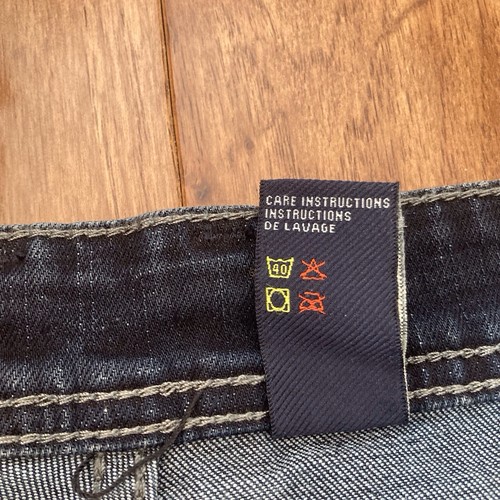 CARE INSTRUCTIONS
INSTRUCTIONS
DE LAVAGE
40